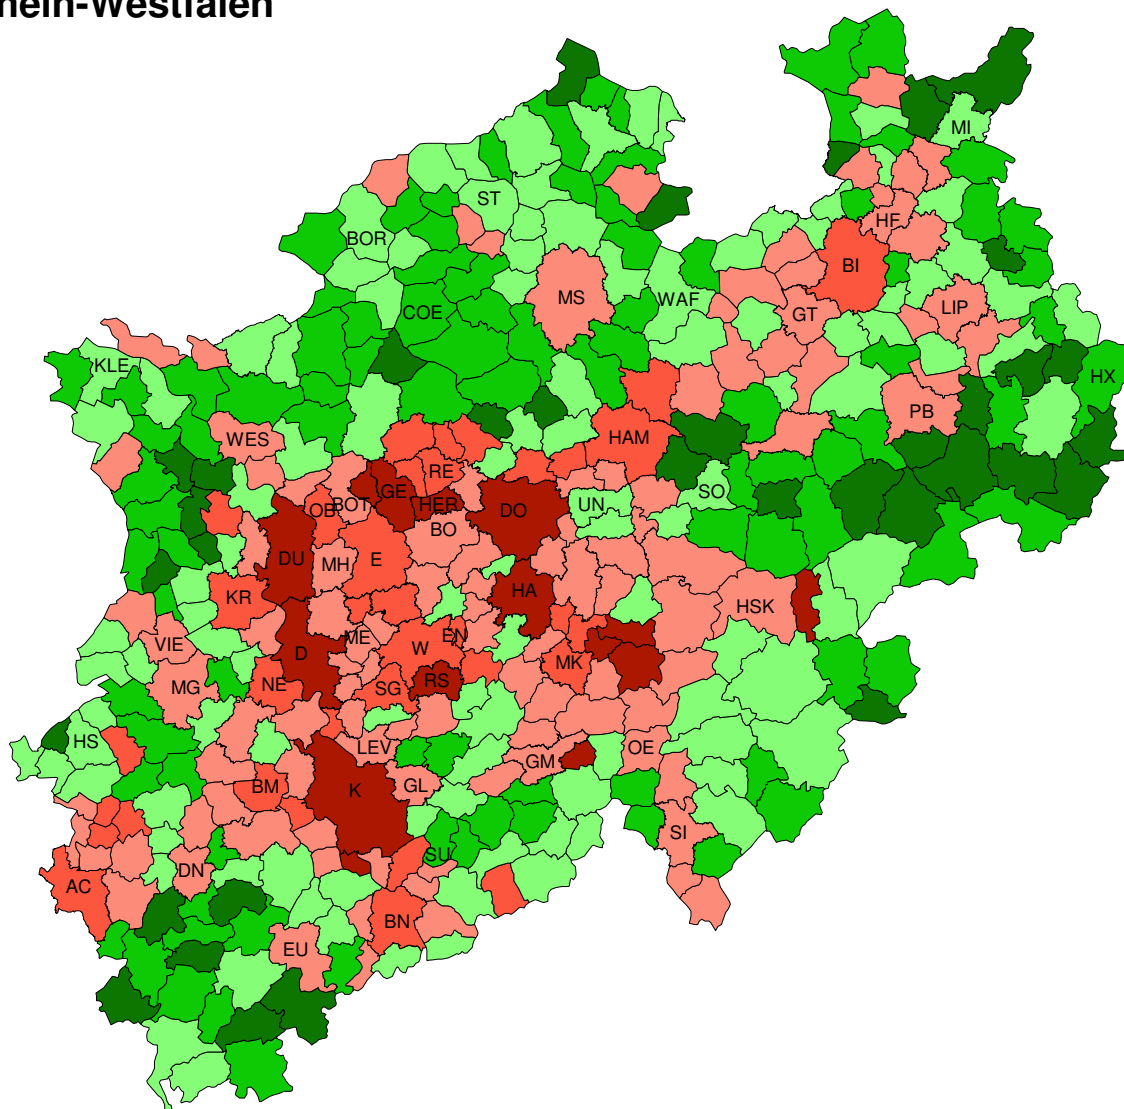 nein-Westfalen
MI
ST
HF
BOR
BI
MS
WAF
LIP
COE
GT
KLE
HX
PB
WES
HAM
RE
GE
SO
OB
BOT
HER
UN
DO
BO
DU
MH
E
HA
KR
HSK
ME
EN
VIE
W
D
MK
MG
NE
SG
RS
HS
LEV
OE
GM
BM
K
GL
SI
SU
DN
AC
BN
EU